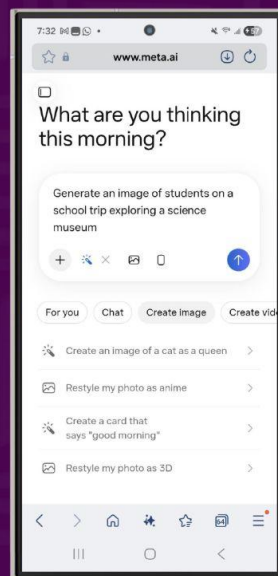 7:32
www.meta.ai
What are you thinking
this morning?
Generate an image of students on a
school trip exploring a science
museum
For you
Chat
Create image
Create vid
Create an image of a cat as a queen
Restyle my photo as anime
Create a card that
says "good morning"
Restyle my photo as 3D
64